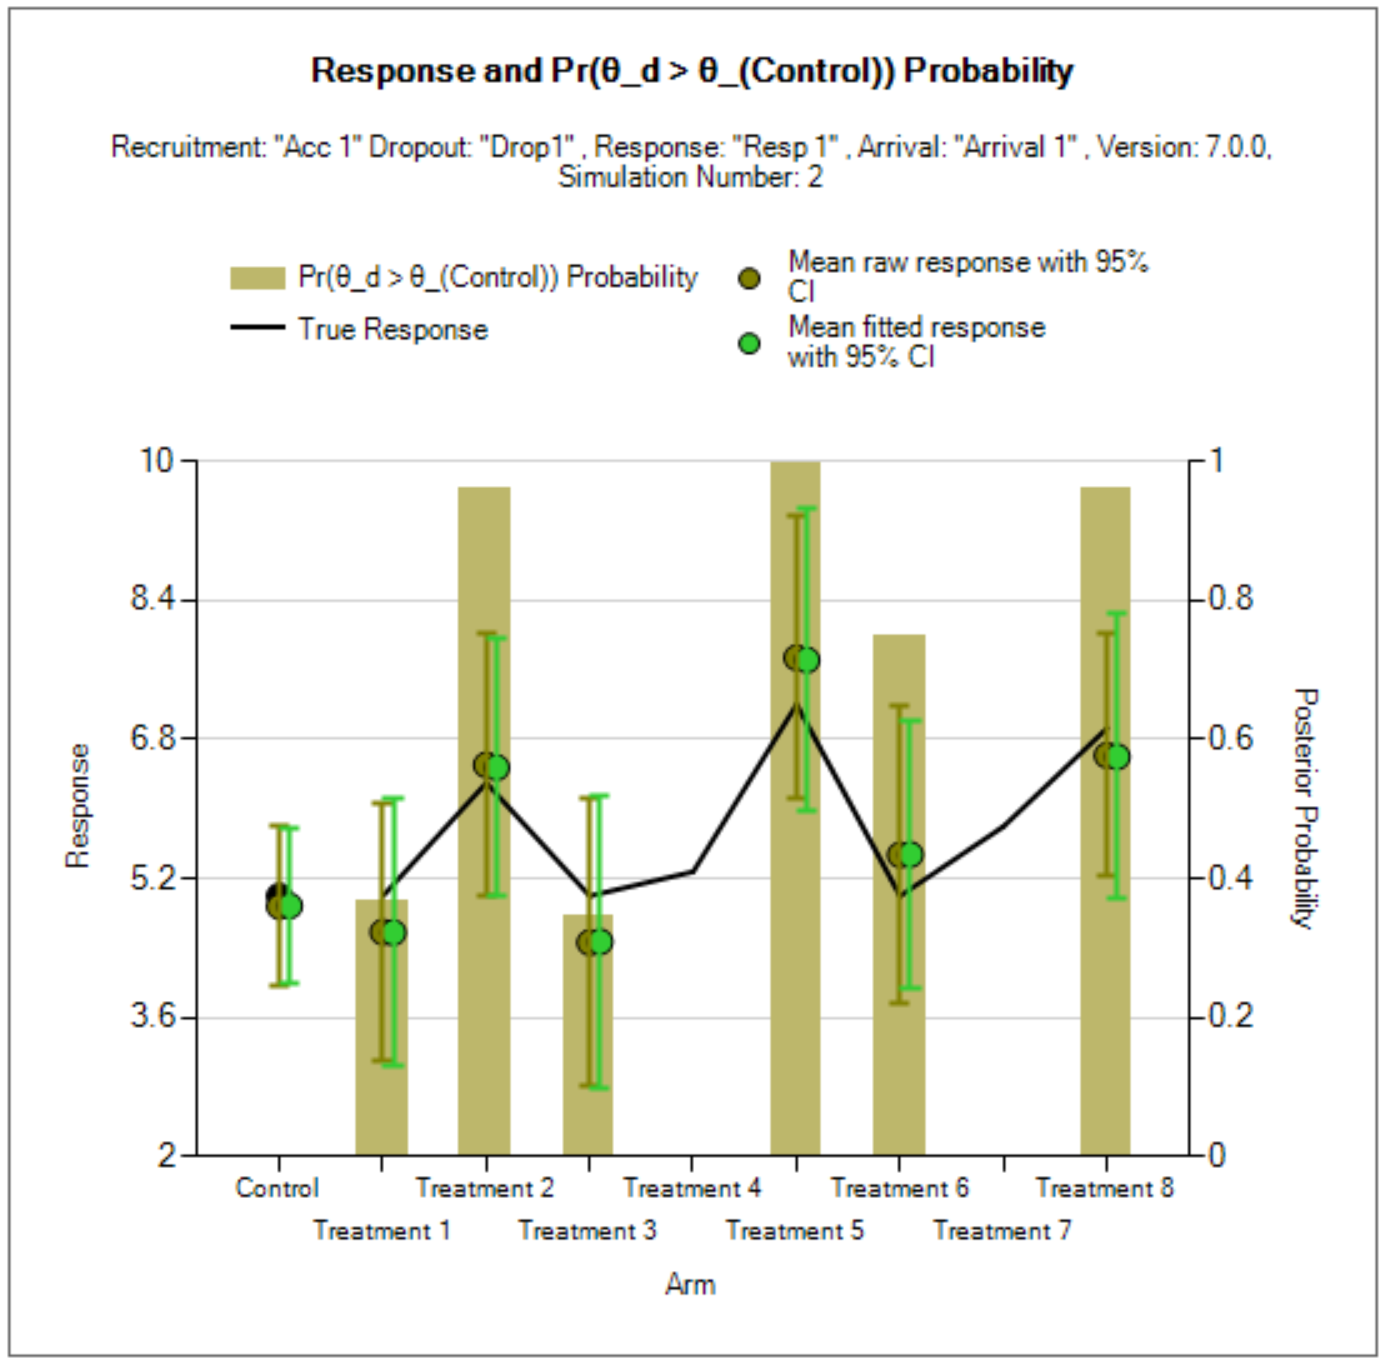 Response and Pr(θ_d > θ_(Control)) Probability
Recruitment: "Acc 1" Dropout: "Drop1" , Response: "Resp 1" , Arrival: "Arrival 1" , Version: 7.0.0,
Simulation Number: 2
Pr(θ_d > θ_(Control)) Probability
True Response
Mean raw response with 95%
CI
Mean fitted response
with 95% CI
10
8.4
6.8
5.2
3.6
2
Response
1
0.8
0.6
0.4
0.2
0
Posterior Probability
Control
Treatment 1
Treatment 2
Treatment 3
Treatment 4
Treatment 5
Treatment 6
Treatment 7
Treatment 8
Arm